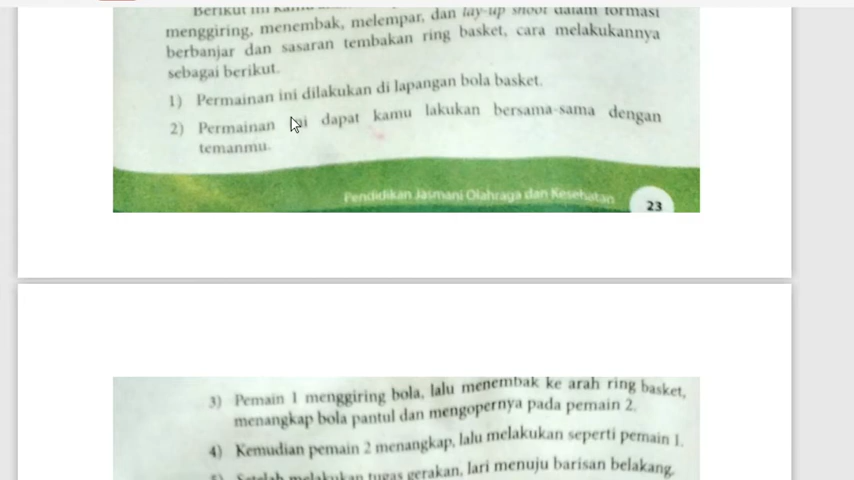 Berikut ini kamu menggiring, menembak, melempar, dan lay-up shoot dalam formasi
berbanjar dan sasaran tembakan ring basket, cara melakukannya
sebagai berikut.
1) Permainan ini dilakukan di lapangan bola basket.
2) Permainan ini dapat kamu lakukan bersama-sama dengan
temanmu.
Pendidikan Jasmani Olahraga dan Kesehatan
23
3) Pemain 1 menggiring bola, lalu menembak ke arah ring basket,
menangkap bola pantul dan mengopernya pada pemain 2.
4) Kemudian pemain 2 menangkap, lalu melakukan seperti pemain 1.
5) Setelah melakukan tugas gerakan, lari menuju barisan belakang.